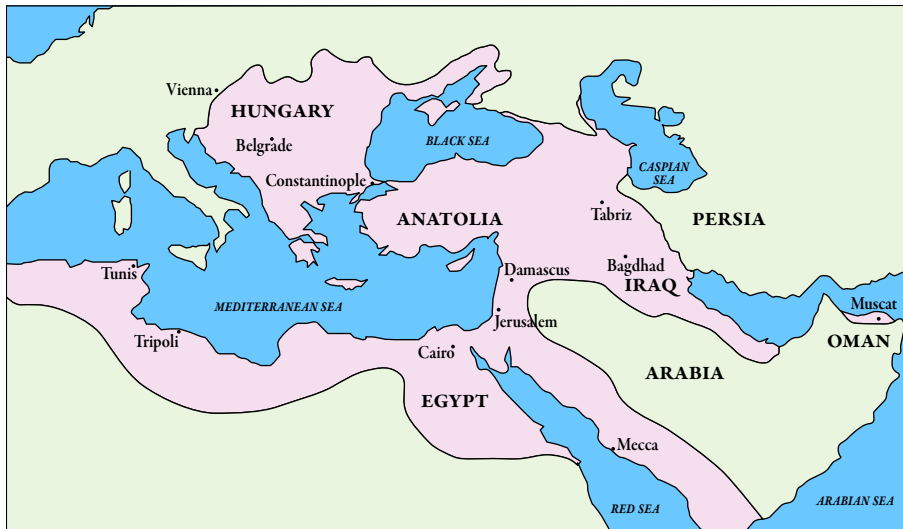 Vienna
HUNGARY
Belgrade
BLACK SEA
Constantinople
CASPIAN
SEA
ANATOLIA
Tabriz
PERSIA
Tunis
Damascus
Bagdhad
IRAQ
MEDITERRANEAN SEA
Muscat
Jerusalem
Tripoli
OMAN
Cairo
ARABIA
EGYPT
Mecca
RED SEA
ARABIAN SEA